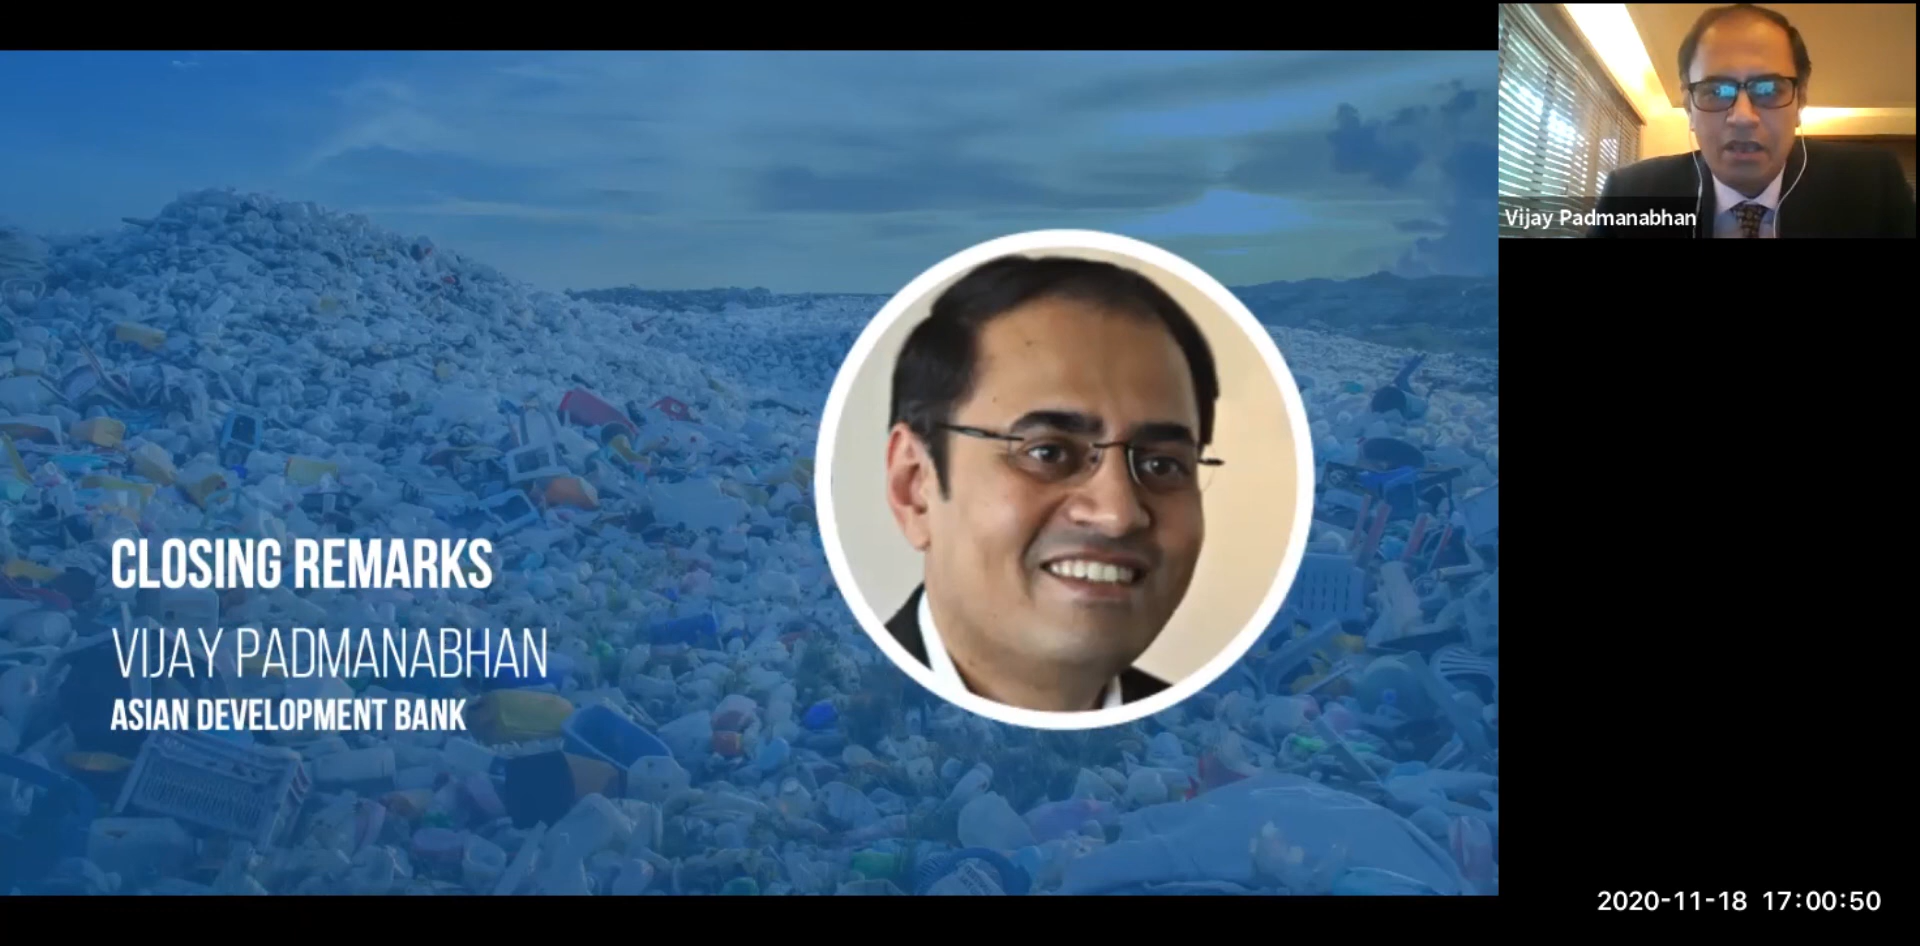 CLOSING REMARKS
VIJAY PADMANABHAN
ASIAN DEVELOPMENT BANK
Vijay Padmanabhan
2020-11-18 17:00:50